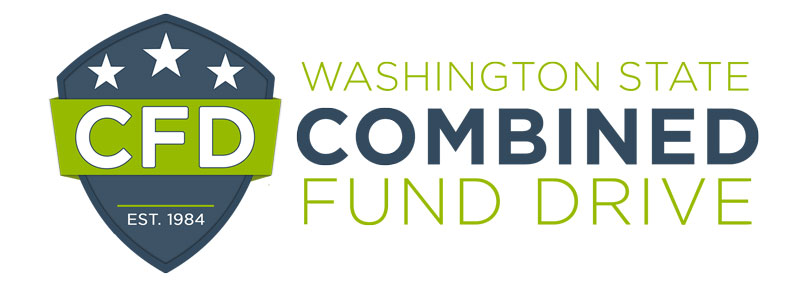 CFD
EST. 1984
WASHINGTON STATE
COMBINED
FUND DRIVE